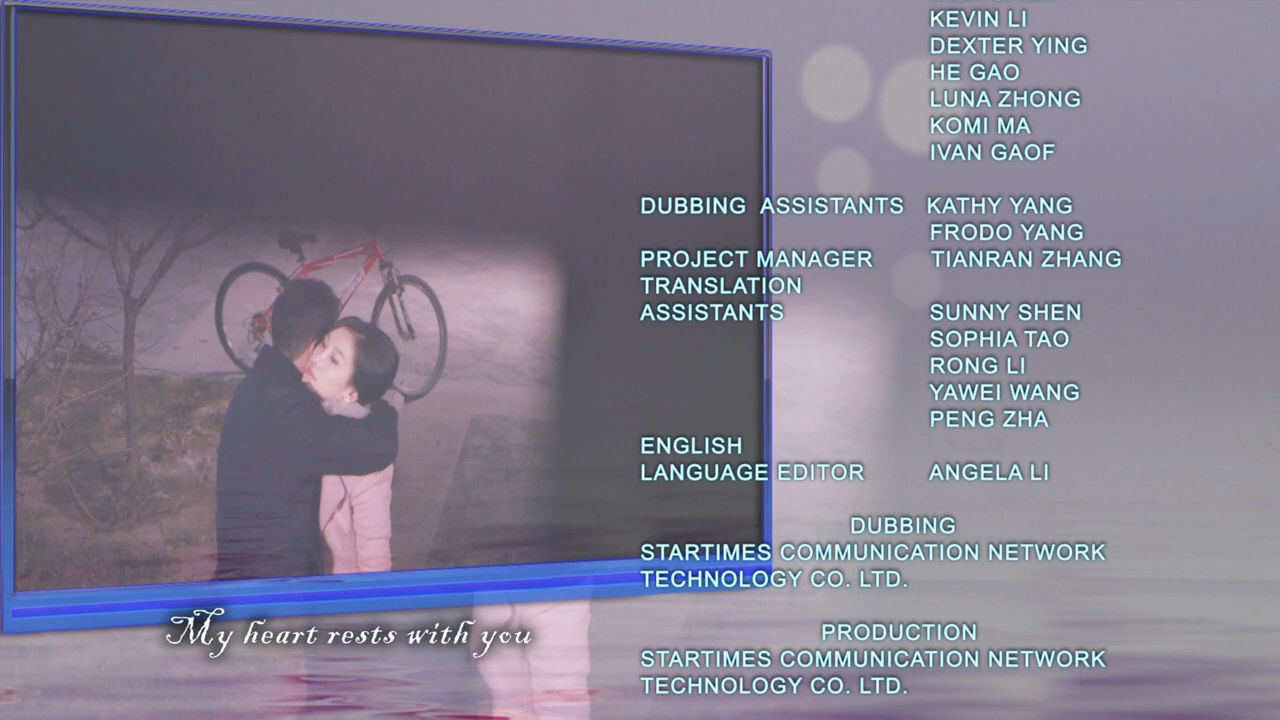 KEVIN LI
DEXTER YING
HE GAO
LUNA ZHONG
KOMI MA
IVAN GAOF
DUBBING ASSISTANTS KATHY YANG
FRODO YANG
PROJECT MANAGER TIANRAN ZHANG
TRANSLATION
ASSISTANTS SUNNY SHEN
SOPHIA TAO
RONG LI
YAWEI WANG
PENG ZHA
ENGLISH
LANGUAGE EDITOR ANGELA LI
DUBBING
STARTIMES COMMUNICATION NETWORK
TECHNOLOGY CO. LTD.
My heart rests with you
PRODUCTION
STARTIMES COMMUNICATION NETWORK
TECHNOLOGY CO. LTD.